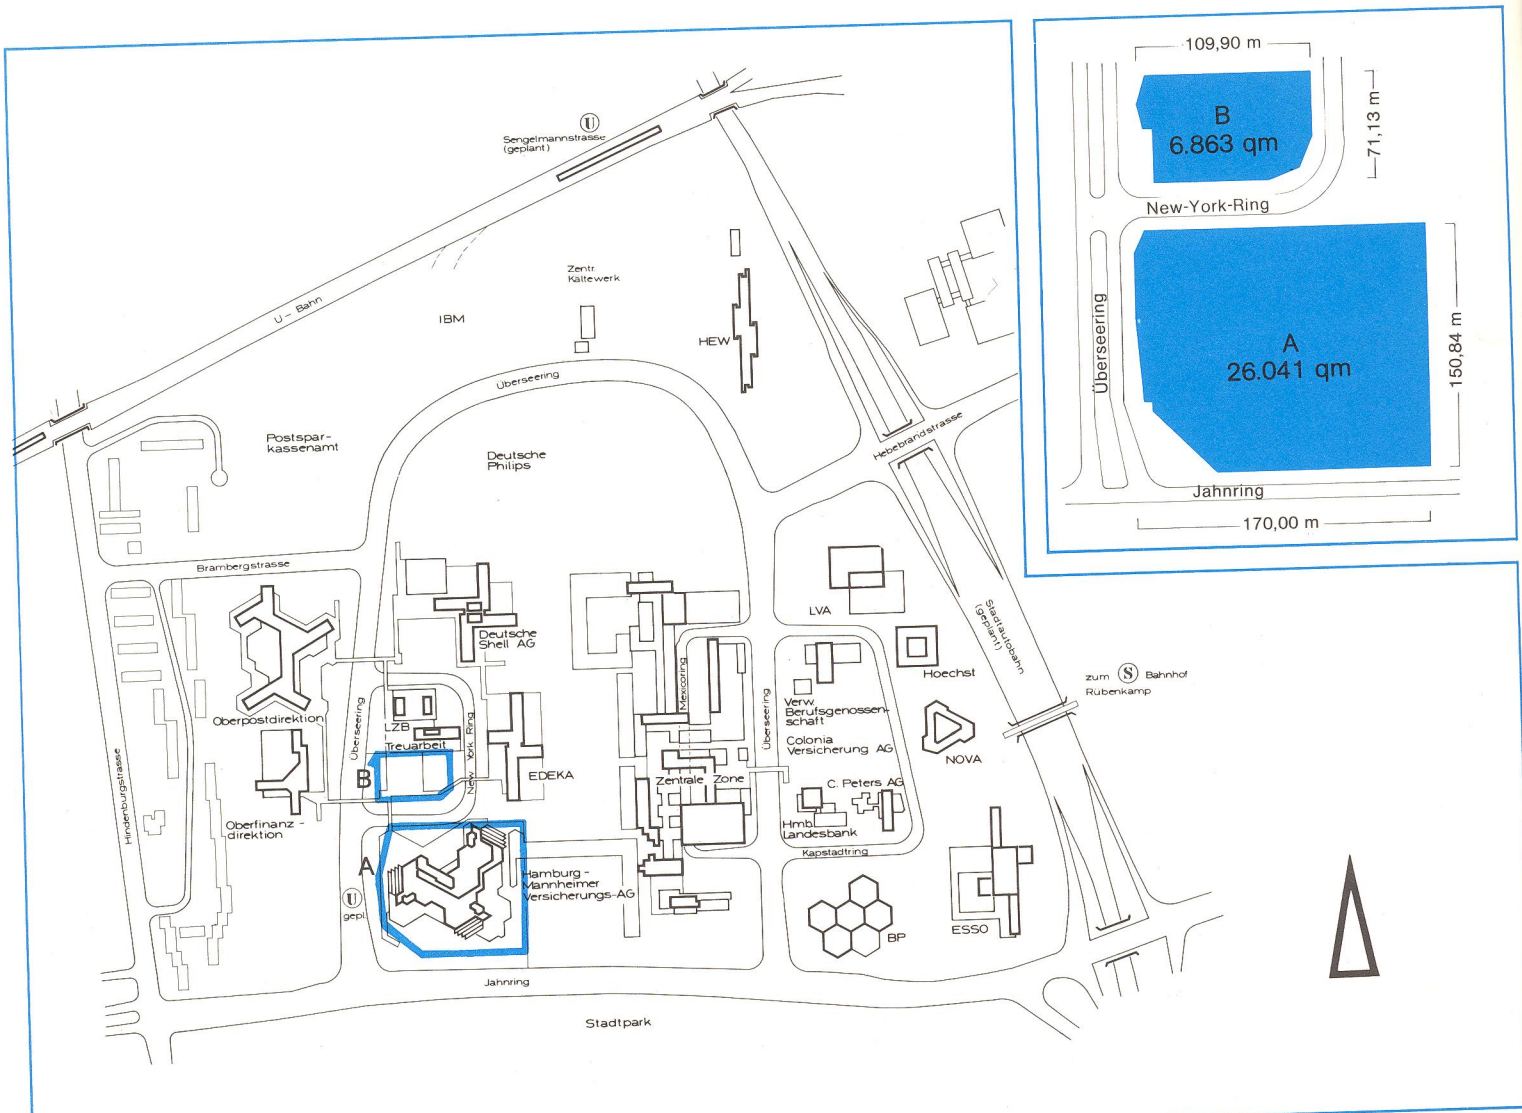 U
Sengelmannstrasse
(geplant)
U - Bahn
IBM
Zentr.
Kältewerk
HEW
Überseering
Postspar-
kassenamt
Deutsche
Philips
Hebebrandstrasse
Brambergstrasse
Hindenburgstrasse
Oberpostdirektion
Deutsche
Shell AG
LVA
Stadtautobahn
(geplant)
Hoechst
zum S Bahnhof
Rübenkamp
Mexicoring
Überseering
Verw.
Berufsgenossen-
schaft
Colonia
Versicherung AG
NOVA
Überseering
LZB
Treuarbeit
New York Ring
B
EDEKA
Zentrale Zone
C. Peters AG
Hmb.
Landesbank
Oberfinanz-
direktion
Kapstadtring
A
U
gepl.
Hamburg-
Mannheimer
Versicherungs-AG
BP
ESSO
Jahnring
Stadtpark
109,90 m
B
6.863 qm
71,13 m
New-York-Ring
Überseering
A
26.041 qm
150,84 m
Jahnring
170,00 m